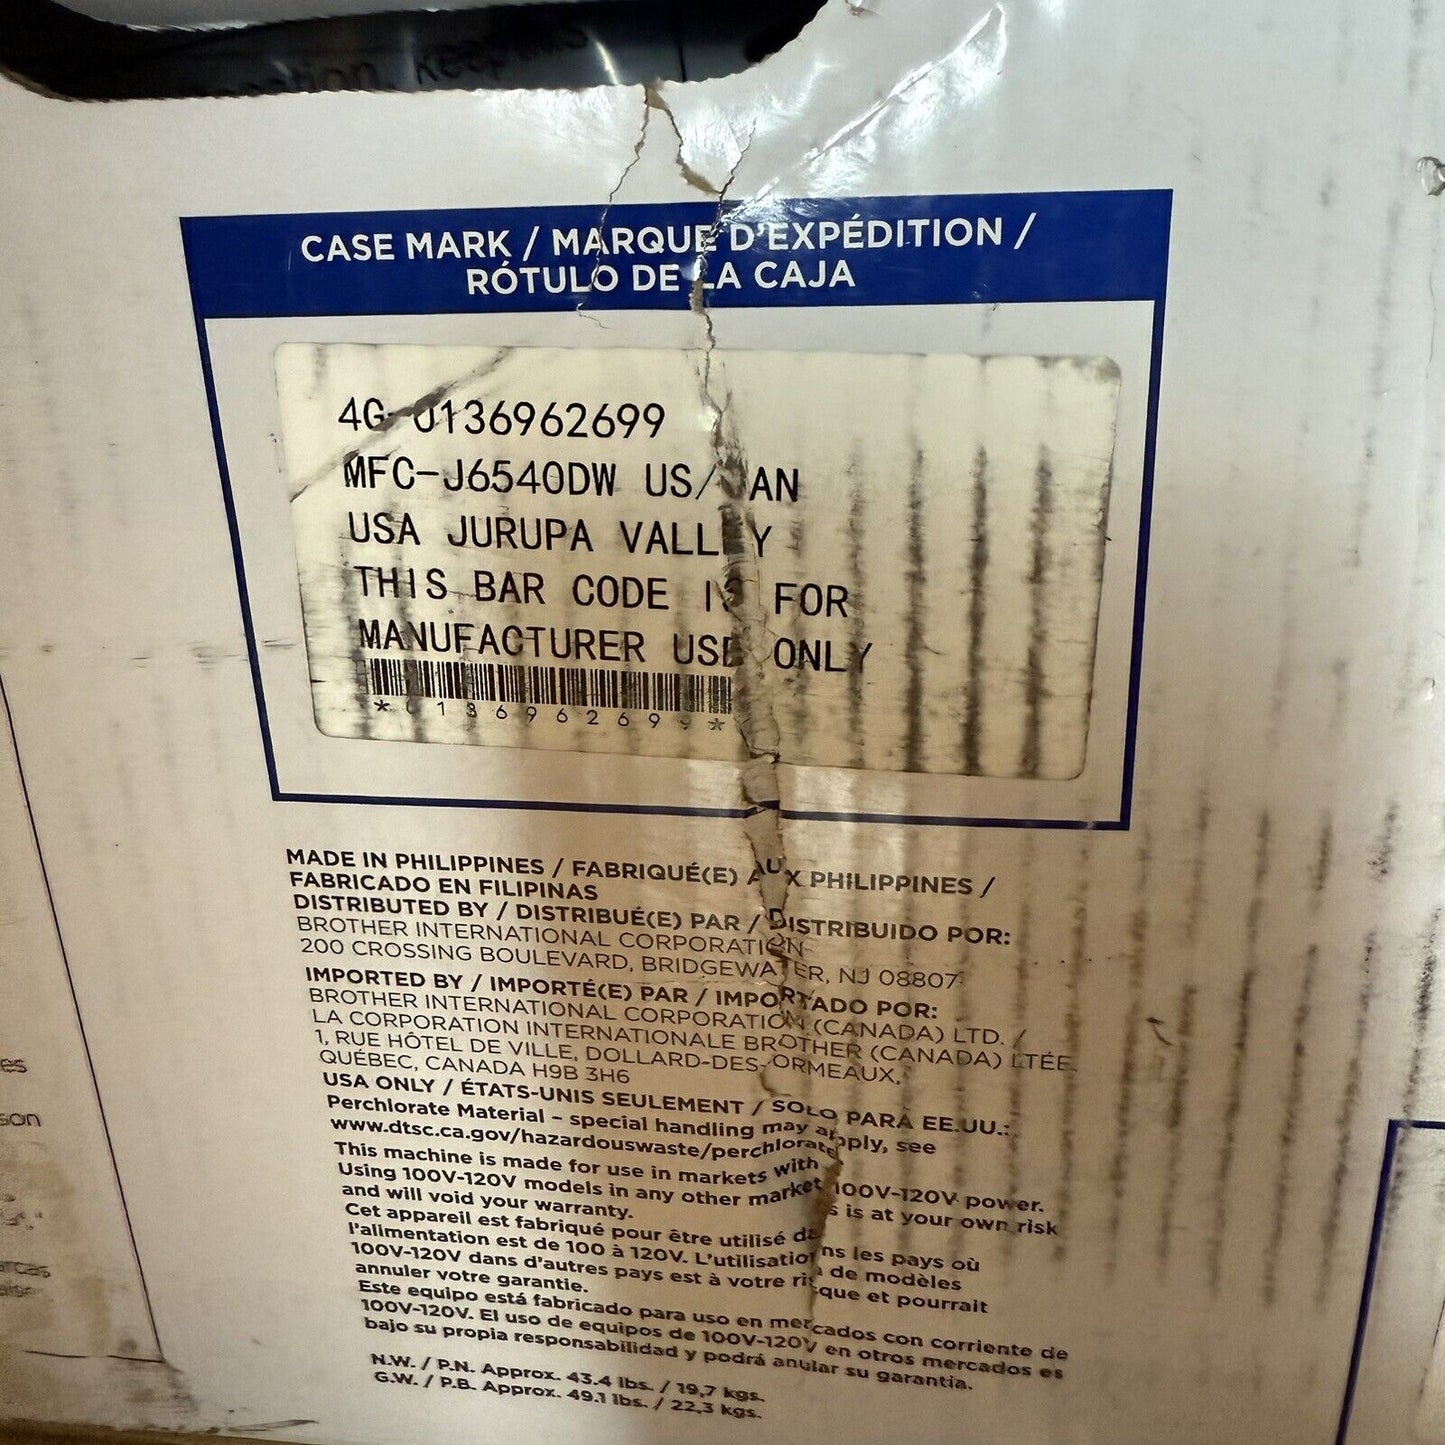 keep
CASE MARK / MARQUE D'EXPÉDITION /
RÓTULO DE LA CAJA
4G-0136962699
MFC-J6540DW US/CAN
USA JURUPA VALLEY
THIS BAR CODE IS FOR
MANUFACTURER USE ONLY
*0136962699*
MADE IN PHILIPPINES / FABRIQUÉ(E) AUX PHILIPPINES /
FABRICADO EN FILIPINAS
DISTRIBUTED BY / DISTRIBUÉ(E) PAR / DISTRIBUIDO POR:
BROTHER INTERNATIONAL CORPORATION
200 CROSSING BOULEVARD, BRIDGEWATER, NJ 08807
IMPORTED BY / IMPORTÉ(E) PAR / IMPORTADO POR:
BROTHER INTERNATIONAL CORPORATION (CANADA) LTD. /
LA CORPORATION INTERNATIONALE BROTHER (CANADA) LTÉE.
1, RUE HÔTEL DE VILLE, DOLLARD-DES-ORMEAUX,
QUÉBEC, CANADA H9B 3H6
USA ONLY / ÉTATS-UNIS SEULEMENT / SOLO PARA EE.UU.:
Perchlorate Material – special handling may apply, see
www.dtsc.ca.gov/hazardouswaste/perchlorate
This machine is made for use in markets with 100V-120V power.
Using 100V-120V models in any other markets is at your own risk
and will void your warranty.
Cet appareil est fabriqué pour être utilisé dans les pays où
l'alimentation est de 100 à 120V. L'utilisation de modèles
100V-120V dans d'autres pays est à votre risque et pourrait
annuler votre garantie.
Este equipo está fabricado para uso en mercados con corriente de
100V-120V. El uso de equipos de 100V-120V en otros mercados es
bajo su propia responsabilidad y podrá anular su garantía.
N.W. / P.N. Approx. 43.4 lbs. / 19,7 kgs.
G.W. / P.B. Approx. 49.1 lbs. / 22,3 kgs.